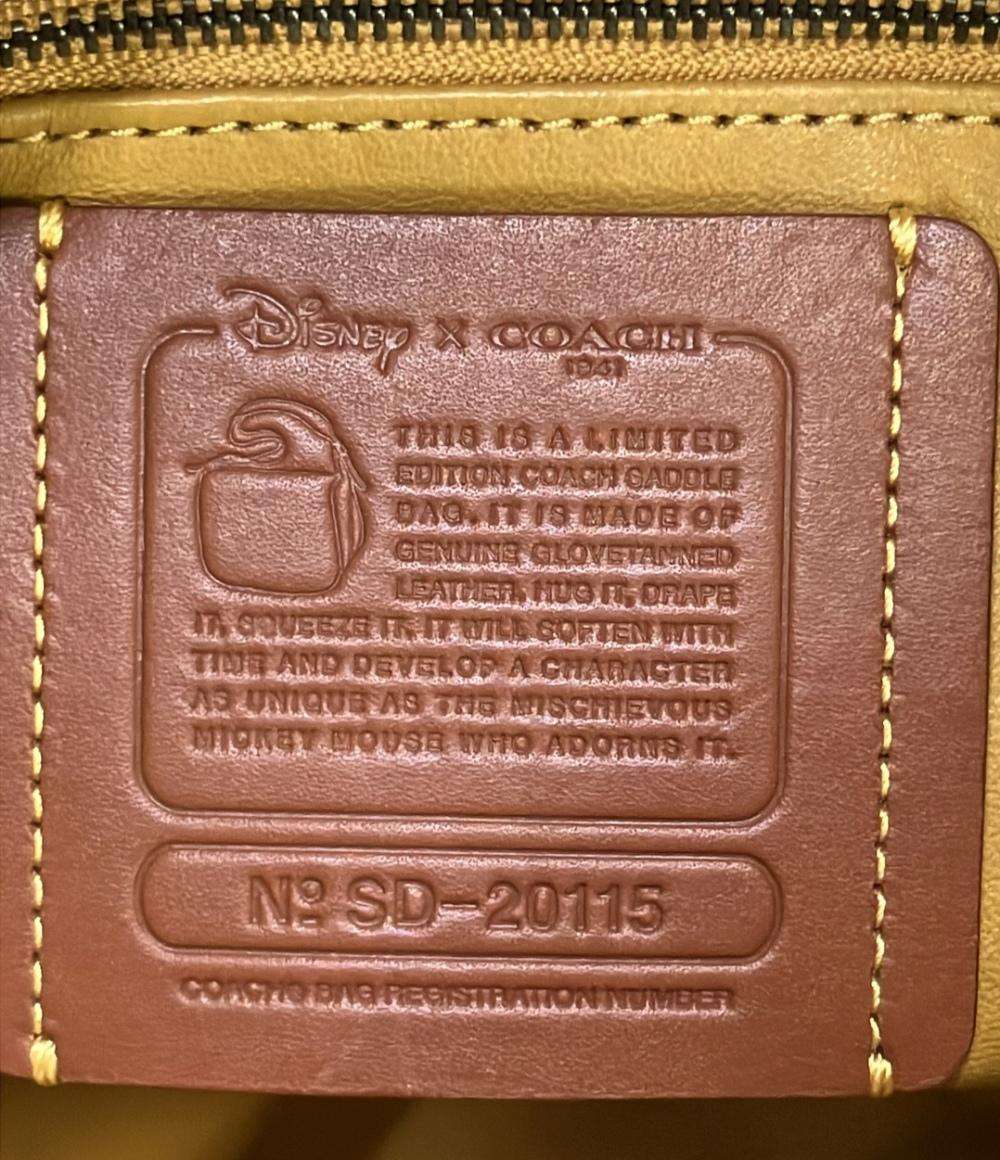 Disney X COACH
1941
THIS IS A LIMITED
EDITION COACH SADDLE
BAG. IT IS MADE OF
GENUINE GLOVETANNED
LEATHER. HUG IT, DRAPE
IT, SQUEEZE IT. IT WILL SOFTEN WITH
TIME AND DEVELOP A CHARACTER
AS UNIQUE AS THE MISCHIEVOUS
MICKEY MOUSE WHO ADORNS IT.
Nº SD-20115
COACH© BAG REGISTRATION NUMBER